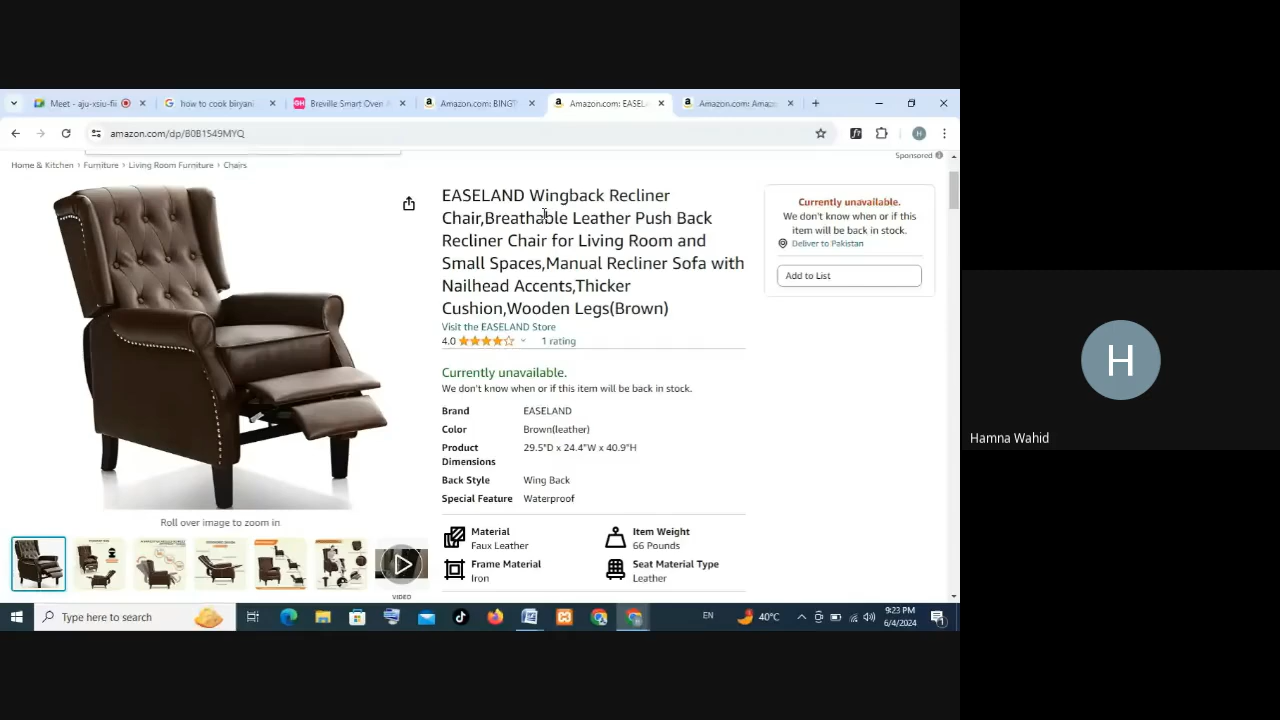 Meet - aju-xsiu-fii
how to cook biryani
Breville Smart Oven
Amazon.com: BINGT
Amazon.com: EASEL
Amazon.com: Amaz
amazon.com/dp/B0B1S49MYQ
H
Home & Kitchen › Furniture › Living Room Furniture › Chairs
Sponsored
EASELAND Wingback Recliner
Chair,Breathable Leather Push Back
Recliner Chair for Living Room and
Small Spaces,Manual Recliner Sofa with
Nailhead Accents,Thicker
Cushion,Wooden Legs(Brown)
Visit the EASELAND Store
4.0
1 rating
Currently unavailable.
We don't know when or if this item will be back in stock.
Brand EASELAND
Color Brown(leather)
Product Dimensions 29.5"D x 24.4"W x 40.9"H
Back Style Wing Back
Special Feature Waterproof
Material
Faux Leather
Item Weight
66 Pounds
Frame Material
Iron
Seat Material Type
Leather
Currently unavailable.
We don't know when or if this
item will be back in stock.
Deliver to Pakistan
Add to List
Roll over image to zoom in
VIDEO
Type here to search
EN
40°C
9:23 PM
6/4/2024
1
H
Hamna Wahid